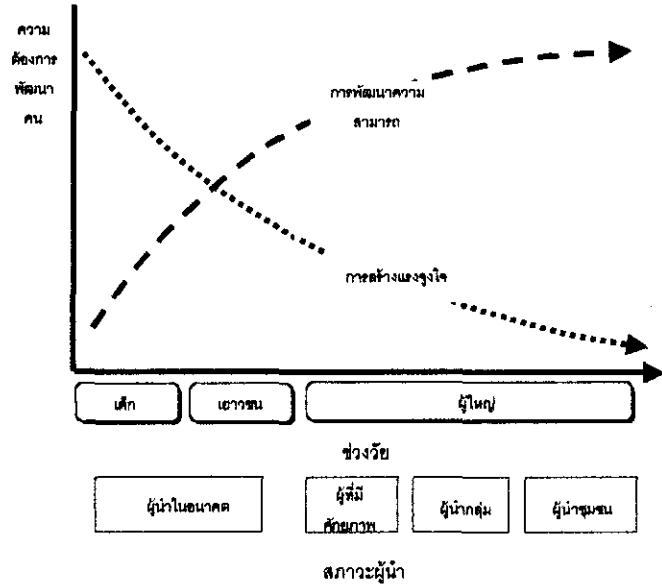 ความ
ต้องการ
พัฒนา
คน
การพัฒนาความ
สามารถ
การสร้างแรงจูงใจ
เด็ก
เยาวชน
ผู้ใหญ่
ช่วงวัย
ผู้นำในอนาคต
ผู้ที่มี
ศักยภาพ
ผู้นำกลุ่ม
ผู้นำชุมชน
สภาวะผู้นำ